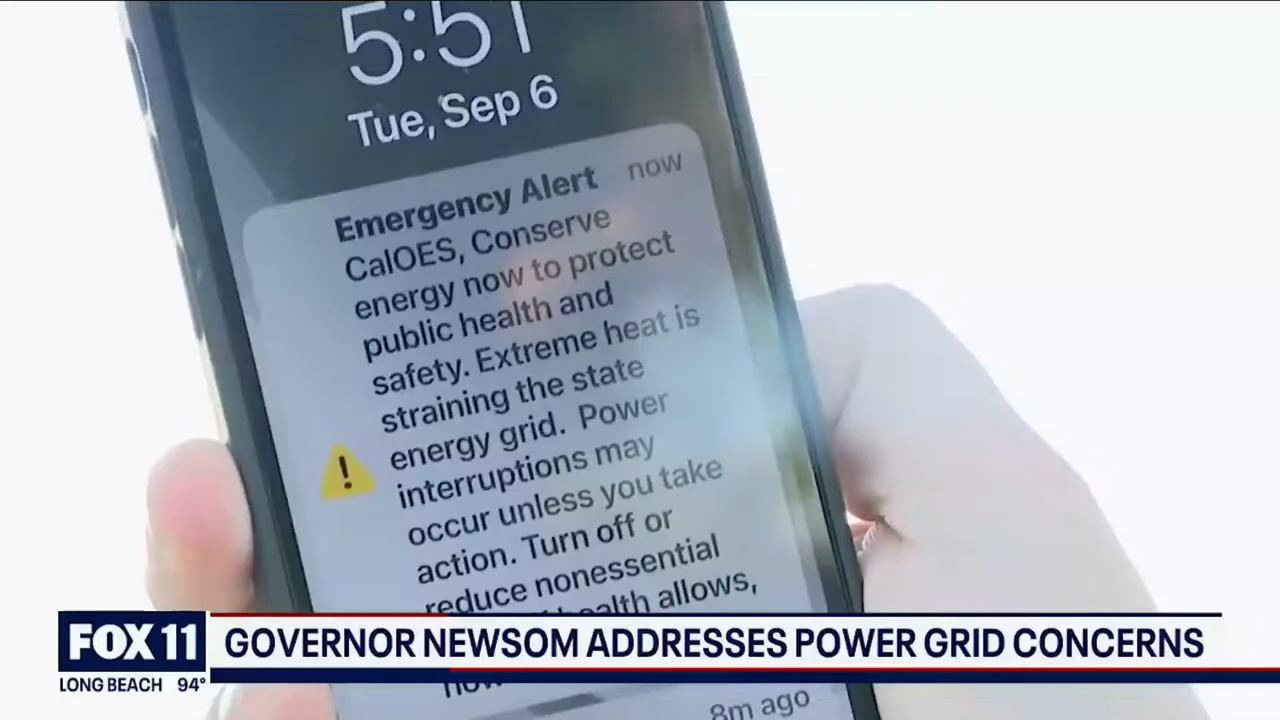 5:51
Tue, Sep 6
Emergency Alert now
CalOES, Conserve
energy now to protect
public health and
safety. Extreme heat is
straining the state
energy grid.  Power
interruptions may
occur unless you take
action. Turn off or
reduce nonessential
health allows,
now
8m ago
FOX 11
GOVERNOR NEWSOM ADDRESSES POWER GRID CONCERNS
LONG BEACH 94°